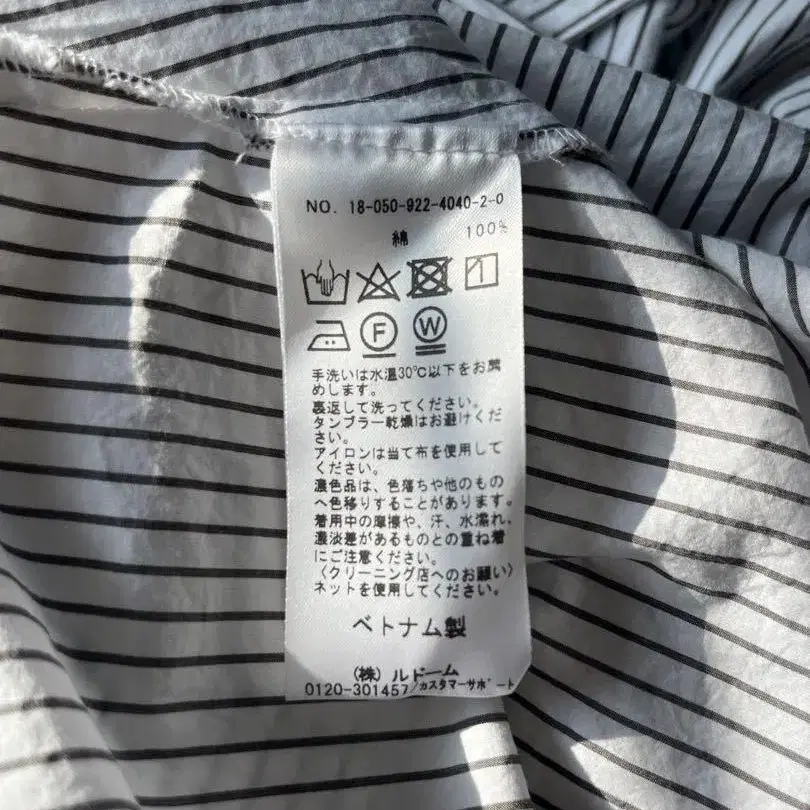 NO. 18-050-922-4040-2-0
綿 100%
F W
手洗いは水温30℃以下をお薦
めします。
裏返して洗ってください。
タンブラー乾燥はお避けくだ
さい。
アイロンは当て布を使用して
ください。
濃色品は、色落ちや他のもの
へ色移りすることがあります。
着用中の摩擦や、汗、水濡れ、
濃淡差があるものとの重ね着
にご注意ください。
〈クリーニング店へのお願い〉
ネットを使用してください。
ベトナム製
(株) ルドーム
0120-301457/カスタマーサポート